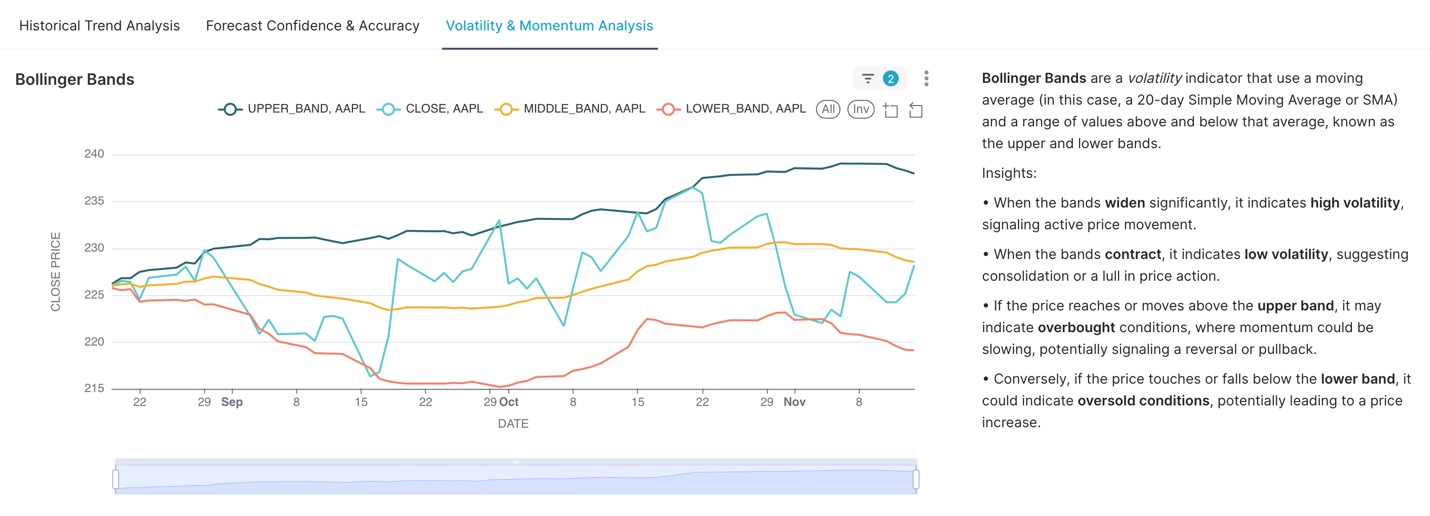 Historical Trend Analysis Forecast Confidence & Accuracy Volatility & Momentum Analysis
Bollinger Bands
2
UPPER_BAND, AAPL CLOSE, AAPL MIDDLE_BAND, AAPL LOWER_BAND, AAPL All Inv
CLOSE PRICE
240
235
230
225
220
215
22 29 Sep 8 15 22 29 Oct 8 15 22 29 Nov 8
DATE
Bollinger Bands are a volatility indicator that use a moving
average (in this case, a 20-day Simple Moving Average or SMA)
and a range of values above and below that average, known as
the upper and lower bands.
Insights:
• When the bands widen significantly, it indicates high volatility,
signaling active price movement.
• When the bands contract, it indicates low volatility, suggesting
consolidation or a lull in price action.
• If the price reaches or moves above the upper band, it may
indicate overbought conditions, where momentum could be
slowing, potentially signaling a reversal or pullback.
• Conversely, if the price touches or falls below the lower band, it
could indicate oversold conditions, potentially leading to a price
increase.